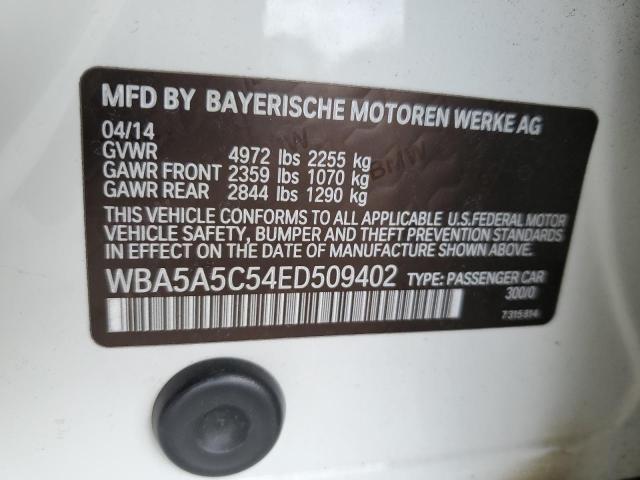 MFD BY BAYERISCHE MOTOREN WERKE AG
04/14
GVWR 4972 lbs 2255 kg
GAWR FRONT 2359 lbs 1070 kg
GAWR REAR 2844 lbs 1290 kg
THIS VEHICLE CONFORMS TO ALL APPLICABLE U.S.FEDERAL MOTOR
VEHICLE SAFETY, BUMPER, AND THEFT PREVENTION STANDARDS
IN EFFECT ON THE DATE OF MANUFACTURE SHOWN ABOVE.
WBA5A5C54ED509402 TYPE: PASSENGER CAR
300/0
7315814
BMW